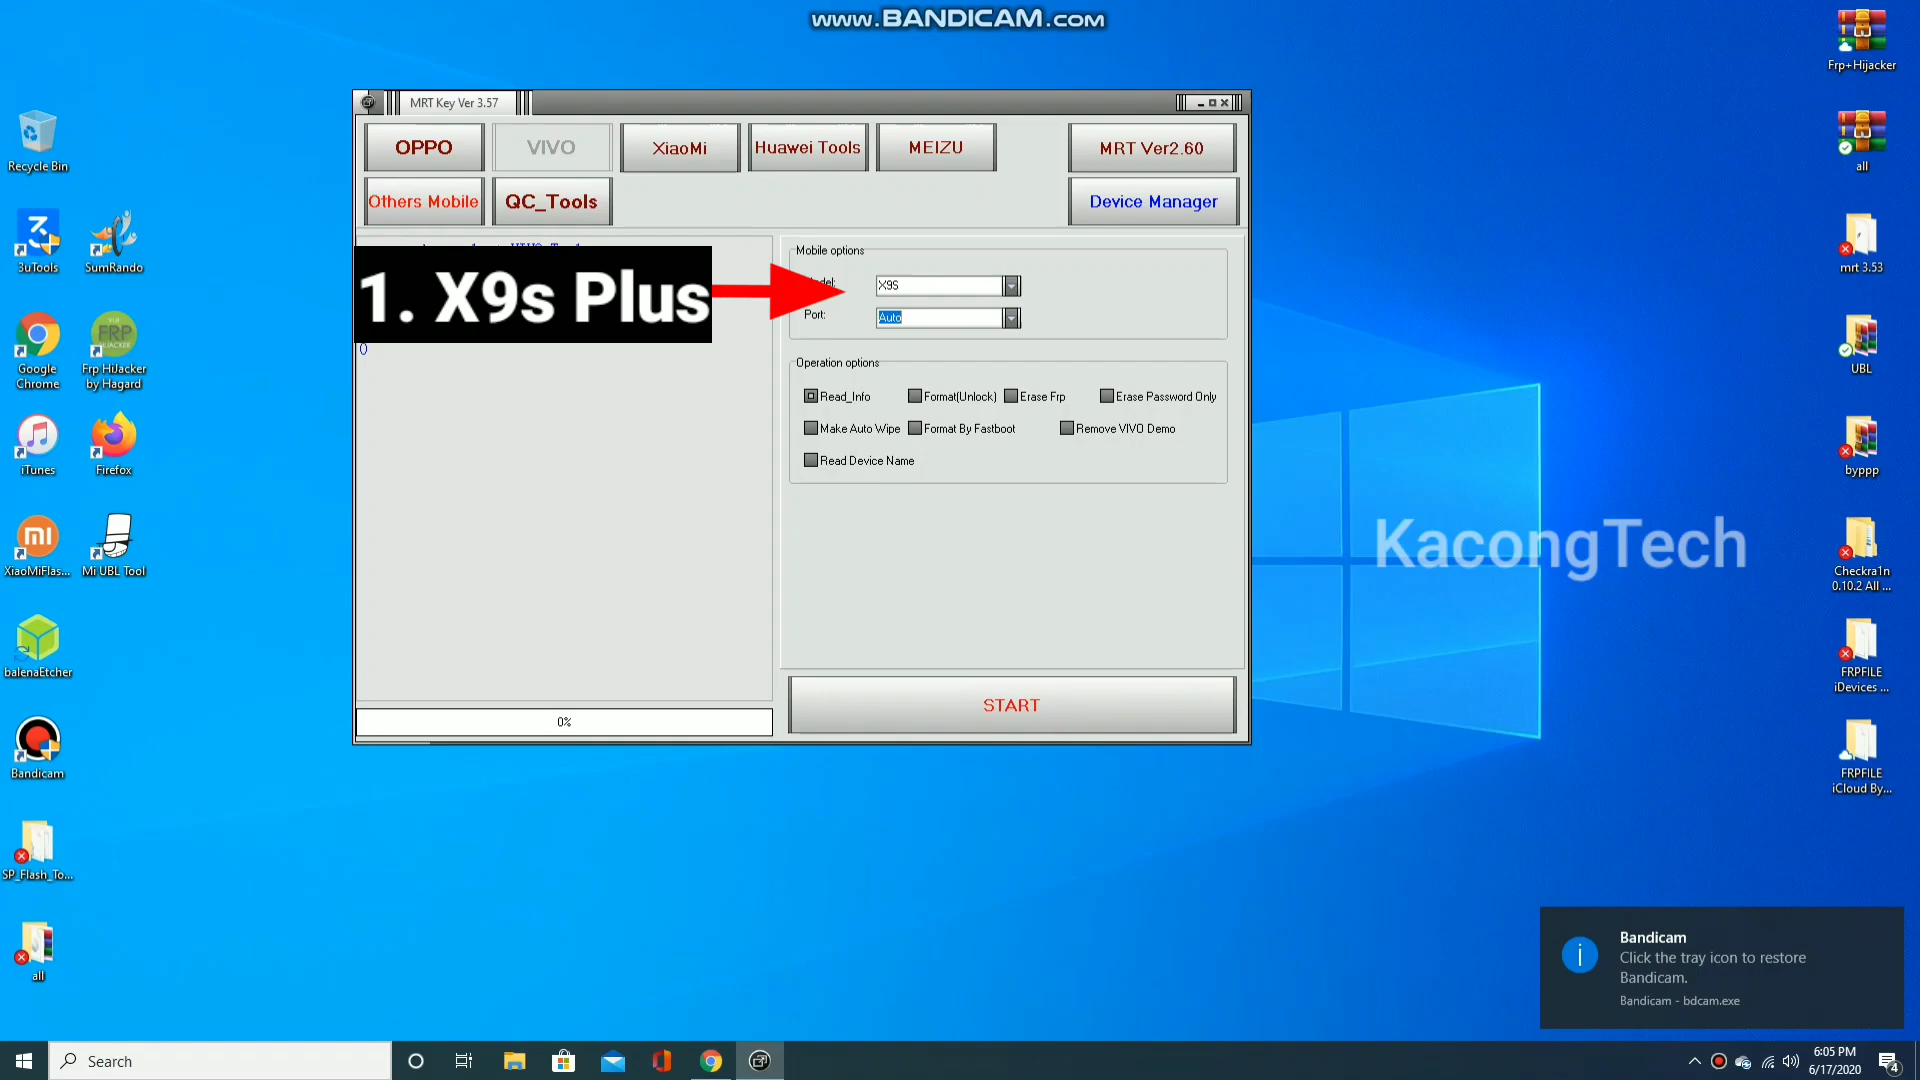 www.BANDICAM.com
MRT Key Ver 3.57
OPPO
VIVO
XiaoMi
Huawei Tools
MEIZU
MRT Ver2.60
Others Mobile
QC_Tools
Device Manager
1. X9s Plus
0
Mobile options
X9S
Port:
Auto
Operation options
Read_Info
Format(Unlock)
Erase Frp
Erase Password Only
Make Auto Wipe
Format By Fastboot
Remove VIVO Demo
Read Device Name
START
0%
KacongTech
Recycle Bin
3uTools
SumRando
Google Chrome
Frp HiJacker by Hagard
iTunes
Firefox
XiaoMiFlas...
Mi UBL Tool
balenaEtcher
Bandicam
SP_Flash_To...
all
Frp+Hijacker
all
mrt 3.53
UBL
byppp
Checkra1n
0.10.2 All ...
FRPFILE
iDevices ...
FRPFILE
iCloud By...
Bandicam
Click the tray icon to restore
Bandicam.
Bandicam - bdcam.exe
Search
6:05 PM
6/17/2020
4